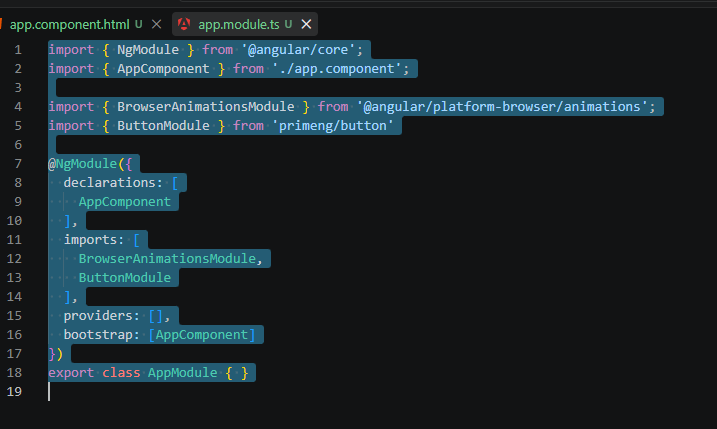 app.component.html U
app.module.ts U
1 import { NgModule } from '@angular/core';
2 import { AppComponent } from './app.component';
3
4 import { BrowserAnimationsModule } from '@angular/platform-browser/animations';
5 import { ButtonModule } from 'primeng/button'
6
7 @NgModule({
8   declarations: [
9     AppComponent
10   ],
11   imports: [
12     BrowserAnimationsModule,
13     ButtonModule
14   ],
15   providers: [],
16   bootstrap: [AppComponent]
17 })
18 export class AppModule { }
19